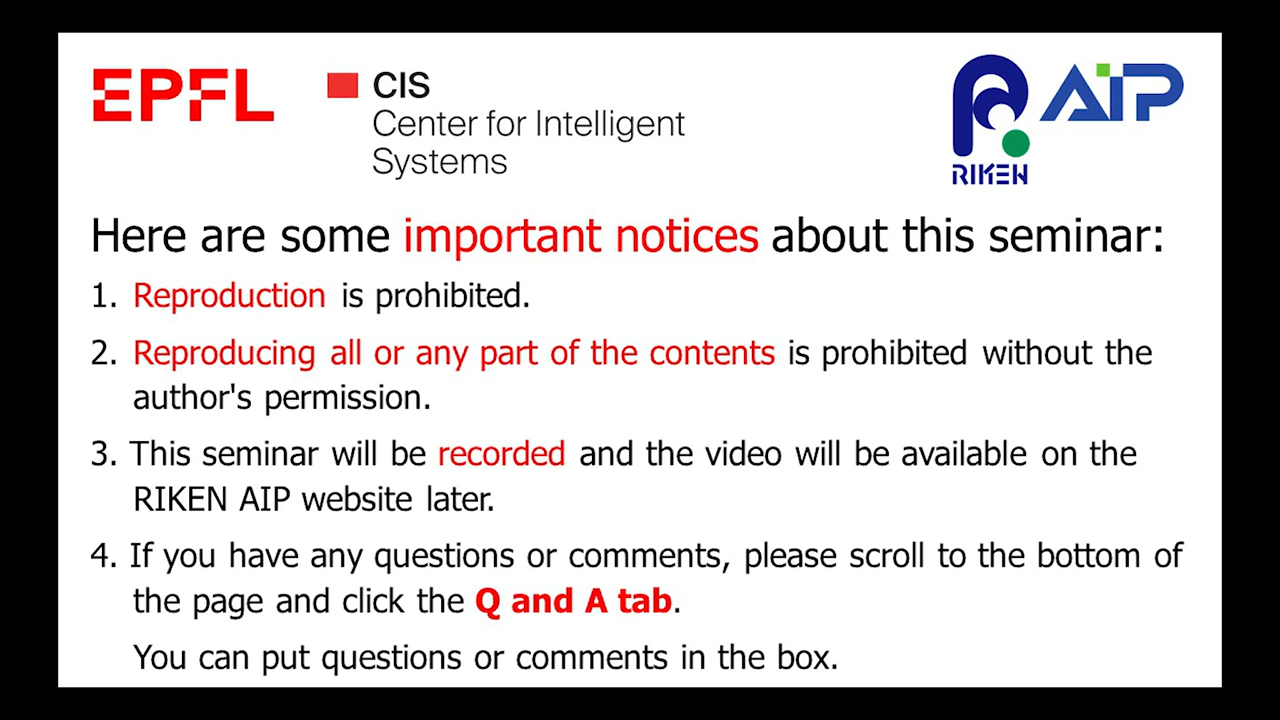 EPFL
CIS
Center for Intelligent
Systems
RIKEN
AIP
Here are some important notices about this seminar:
1. Reproduction is prohibited.
2. Reproducing all or any part of the contents is prohibited without the
author's permission.
3. This seminar will be recorded and the video will be available on the
RIKEN AIP website later.
4. If you have any questions or comments, please scroll to the bottom of
the page and click the Q and A tab.
You can put questions or comments in the box.